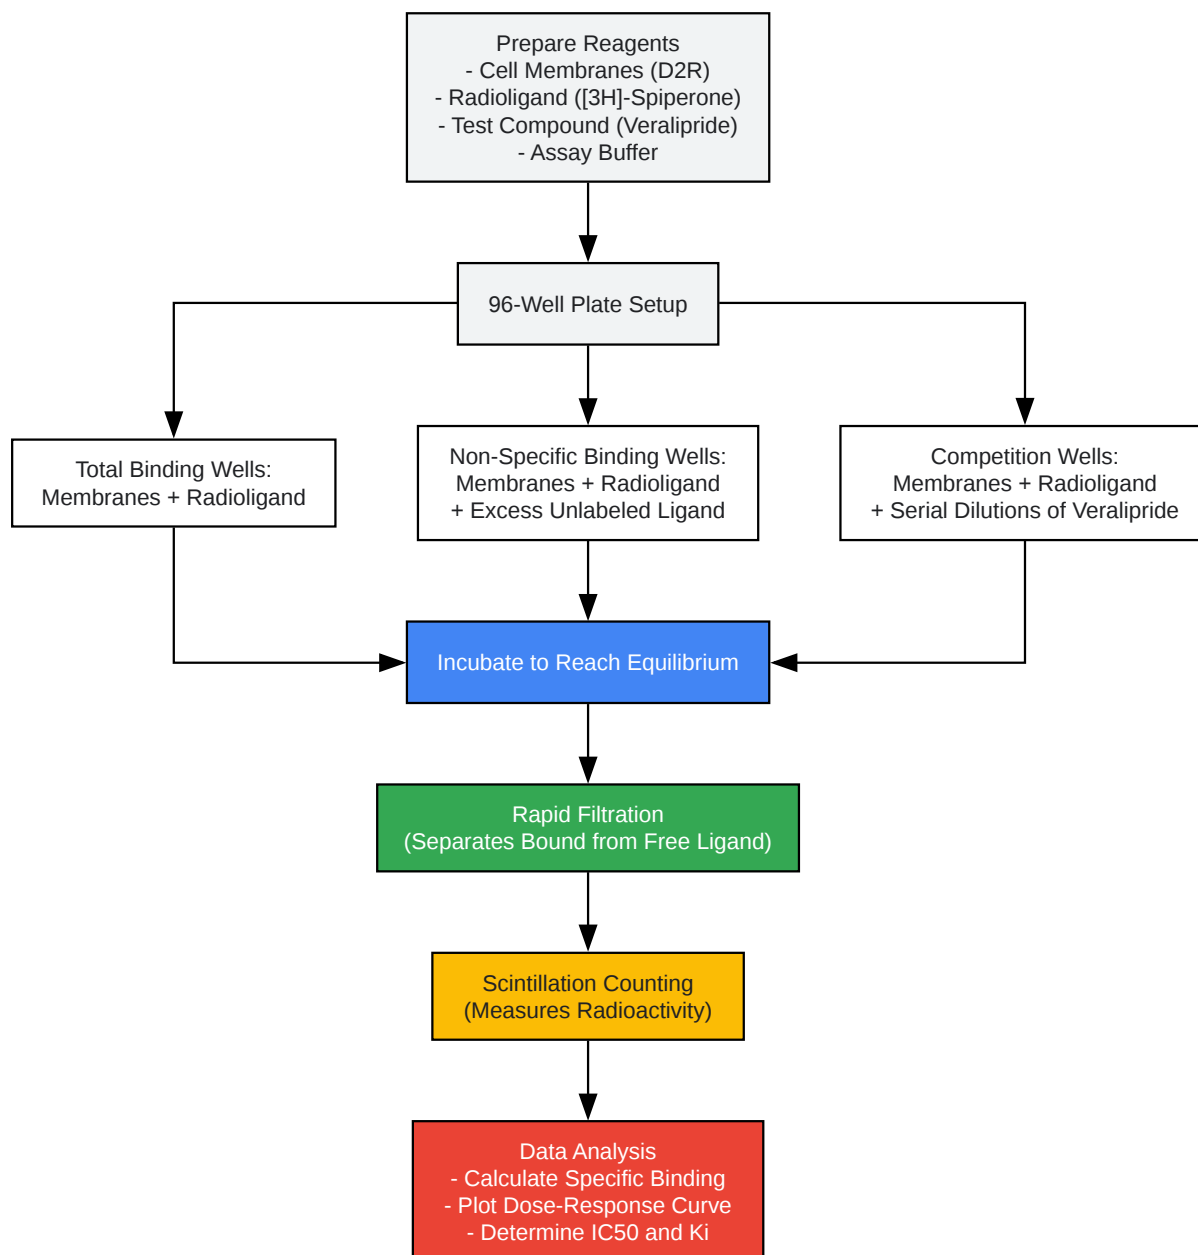 Prepare Reagents
- Cell Membranes (D2R)
- Radioligand ([3H]-Spiperone)
- Test Compound (Veralipride)
- Assay Buffer
96-Well Plate Setup
Total Binding Wells:
Membranes + Radioligand
Non-Specific Binding Wells:
Membranes + Radioligand
+ Excess Unlabeled Ligand
Competition Wells:
Membranes + Radioligand
+ Serial Dilutions of Veralipride
Incubate to Reach Equilibrium
Rapid Filtration
(Separates Bound from Free Ligand)
Scintillation Counting
(Measures Radioactivity)
Data Analysis
- Calculate Specific Binding
- Plot Dose-Response Curve
- Determine IC50 and Ki